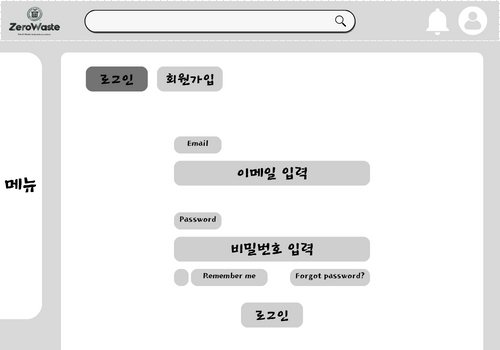 ZeroWaste
로그인
회원가입
메뉴
Email
이메일 입력
Password
비밀번호 입력
Remember me
Forgot password?
로그인